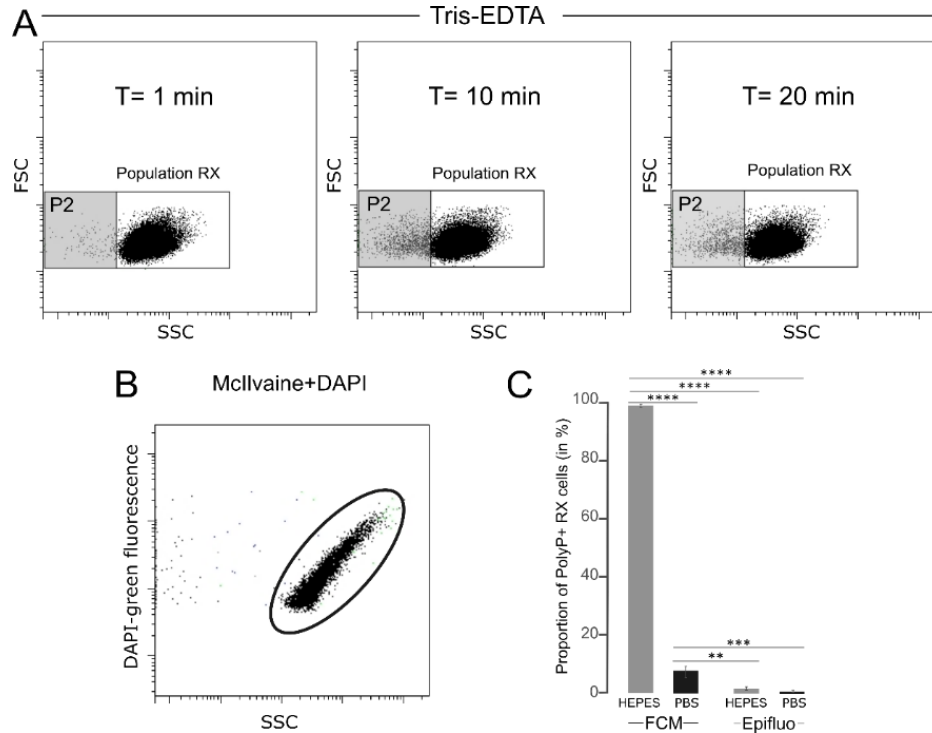 A
Tris-EDTA
T= 1 min
T= 10 min
T= 20 min
Population RX
Population RX
Population RX
P2
P2
P2
FSC
FSC
FSC
SSC
SSC
SSC
B
McIlvaine+DAPI
DAPI-green fluorescence
SSC
C
Proportion of PolyP+ RX cells (in %)
****
****
****
100
80
60
40
20
0
***
**
HEPES PBS HEPES PBS
FCM Epifluo